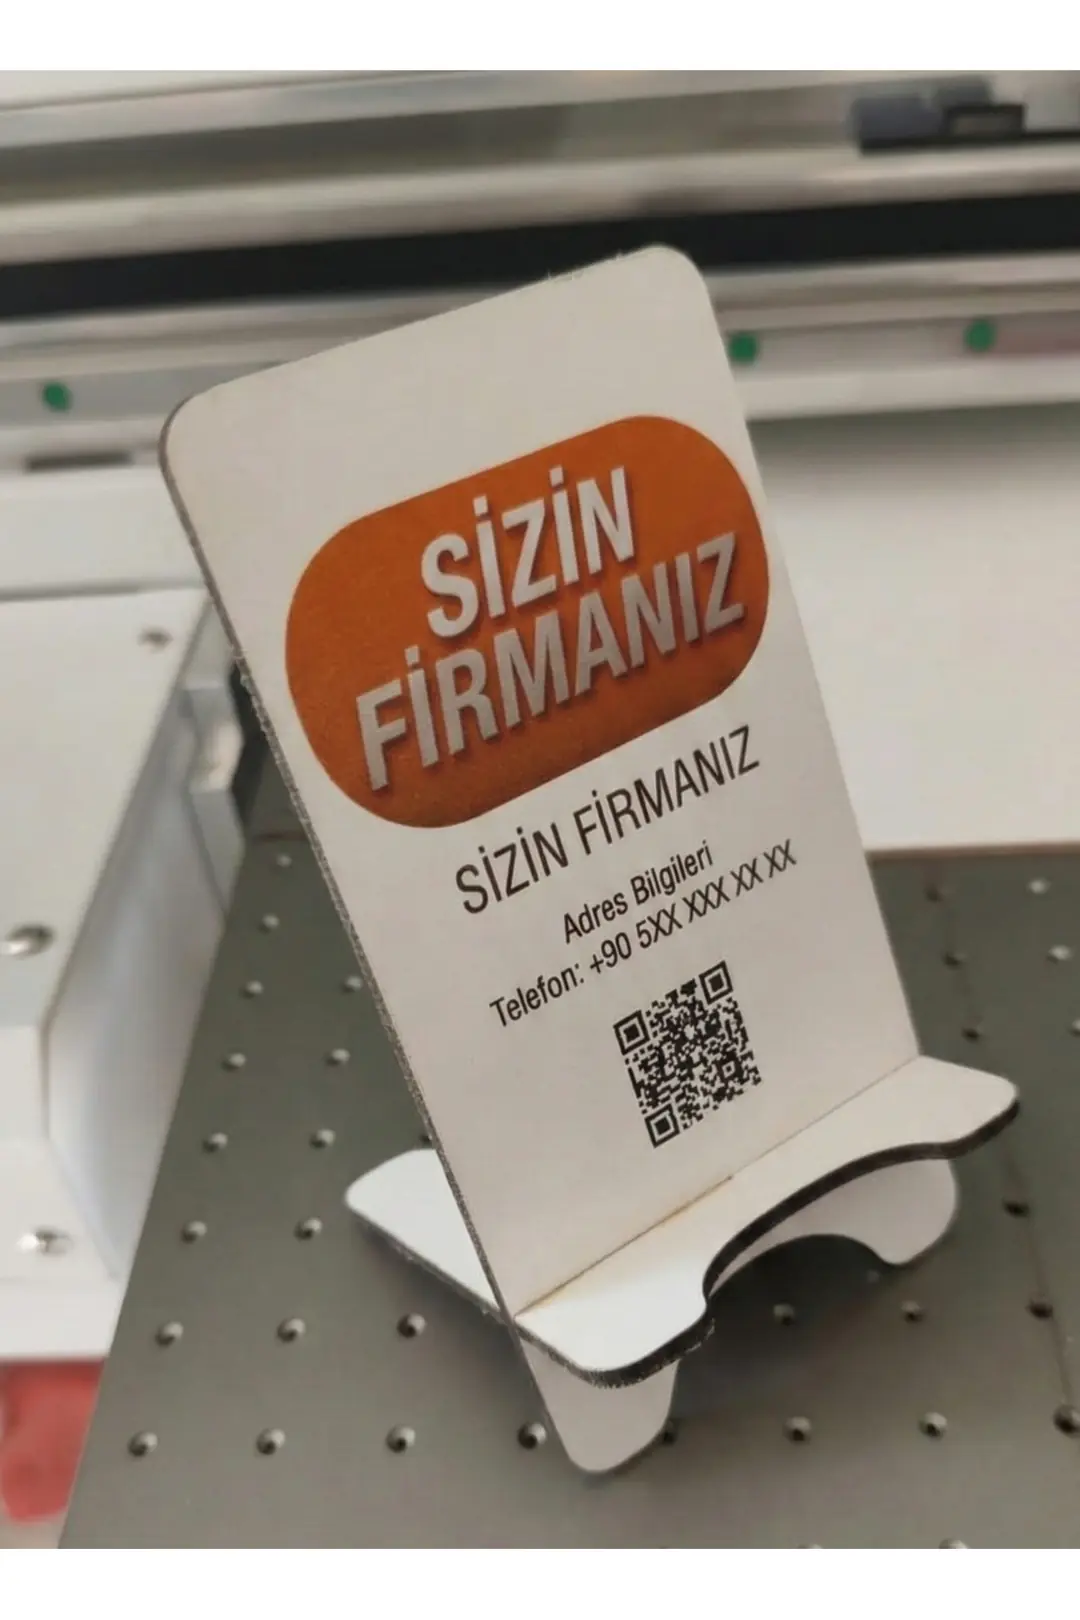 SİZİN
FİRMANIZ
SİZİN FİRMANIZ
Adres Bilgileri
Telefon: +90 5XX XXX XX XX